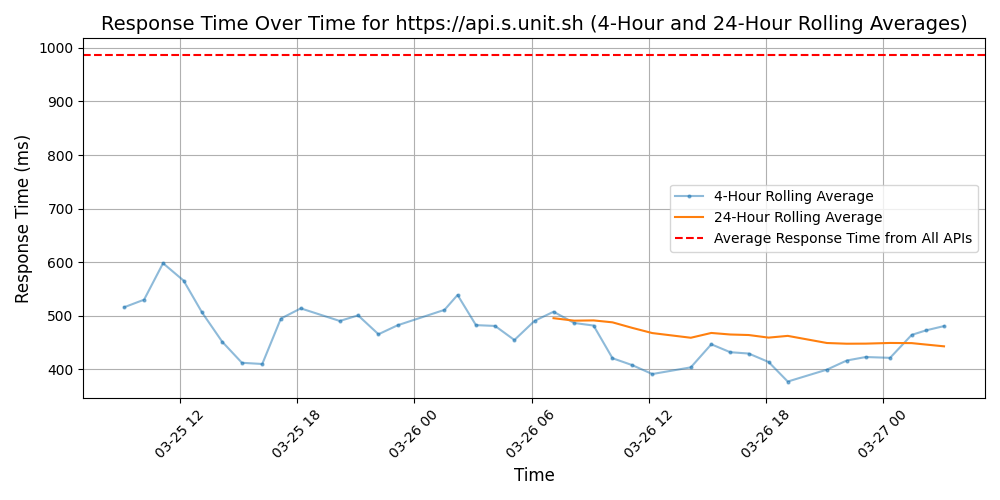 Response Time Over Time for https://api.s.unit.sh (4-Hour and 24-Hour Rolling Averages)
Response Time (ms)
1000
900
800
700
600
500
400
4-Hour Rolling Average
24-Hour Rolling Average
Average Response Time from All APIs
03-25 12
03-25 18
03-26 00
03-26 06
03-26 12
03-26 18
03-27 00
Time